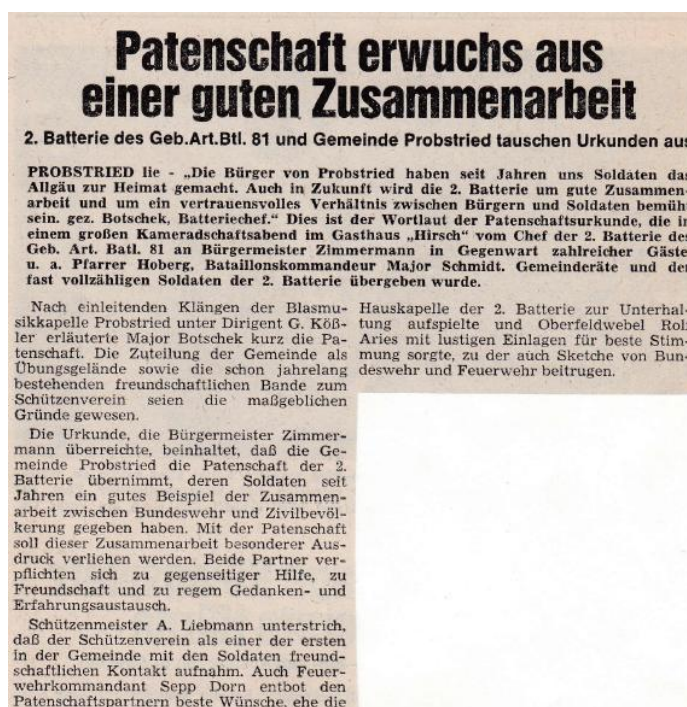 Patenschaft erwuchs aus
einer guten Zusammenarbeit
2. Batterie des Geb.Art.Btl. 81 und Gemeinde Probstried tauschen Urkunden aus
PROBSTRIED lie - „Die Bürger von Probstried haben seit Jahren uns Soldaten das
Allgäu zur Heimat gemacht. Auch in Zukunft wird die 2. Batterie um gute Zusammen-
arbeit und um ein vertrauensvolles Verhältnis zwischen Bürgern und Soldaten bemüh
sein. gez. Botschek, Batteriechef.“ Dies ist der Wortlaut der Patenschaftsurkunde, die in
einem großen Kameradschaftsabend im Gasthaus „Hirsch“ vom Chef der 2. Batterie des
Geb. Art. Batl. 81 an Bürgermeister Zimmermann in Gegenwart zahlreicher Gäste
u. a. Pfarrer Hoberg, Bataillonskommandeur Major Schmidt. Gemeinderäte und der
fast vollzähligen Soldaten der 2. Batterie übergeben wurde.
Nach einleitenden Klängen der Blasmu-
sikkapelle Probstried unter Dirigent G. Köß-
ler erläuterte Major Botschek kurz die Pa-
tenschaft. Die Zuteilung der Gemeinde als
Übungsgelände sowie die schon jahrelang
bestehenden freundschaftlichen Bande zum
Schützenverein seien die maßgeblichen
Gründe gewesen.
Die Urkunde, die Bürgermeister Zimmer-
mann überreichte, beinhaltet, daß die Ge-
meinde Probstried die Patenschaft der 2.
Batterie übernimmt, deren Soldaten seit
Jahren ein gutes Beispiel der Zusammen-
arbeit zwischen Bundeswehr und Zivilbevöl-
kerung gegeben haben. Mit der Patenschaft
soll dieser Zusammenarbeit besonderer Aus-
druck verliehen werden. Beide Partner ver-
pflichten sich zu gegenseitiger Hilfe, zu
Freundschaft und zu regem Gedanken- und
Erfahrungsaustausch.
Schützenmeister A. Liebmann unterstrich,
daß der Schützenverein als einer der ersten
in der Gemeinde mit den Soldaten freund-
schaftlichen Kontakt aufnahm. Auch Feuer-
wehrkommandant Sepp Dorn entbot den
Patenschaftspartnern beste Wünsche, ehe die
Hauskapelle der 2. Batterie zur Unterhal-
tung aufspielte und Oberfeldwebel Rolf
Aries mit lustigen Einlagen für beste Stim-
mung sorgte, zu der auch Sketche von Bun-
deswehr und Feuerwehr beitrugen.